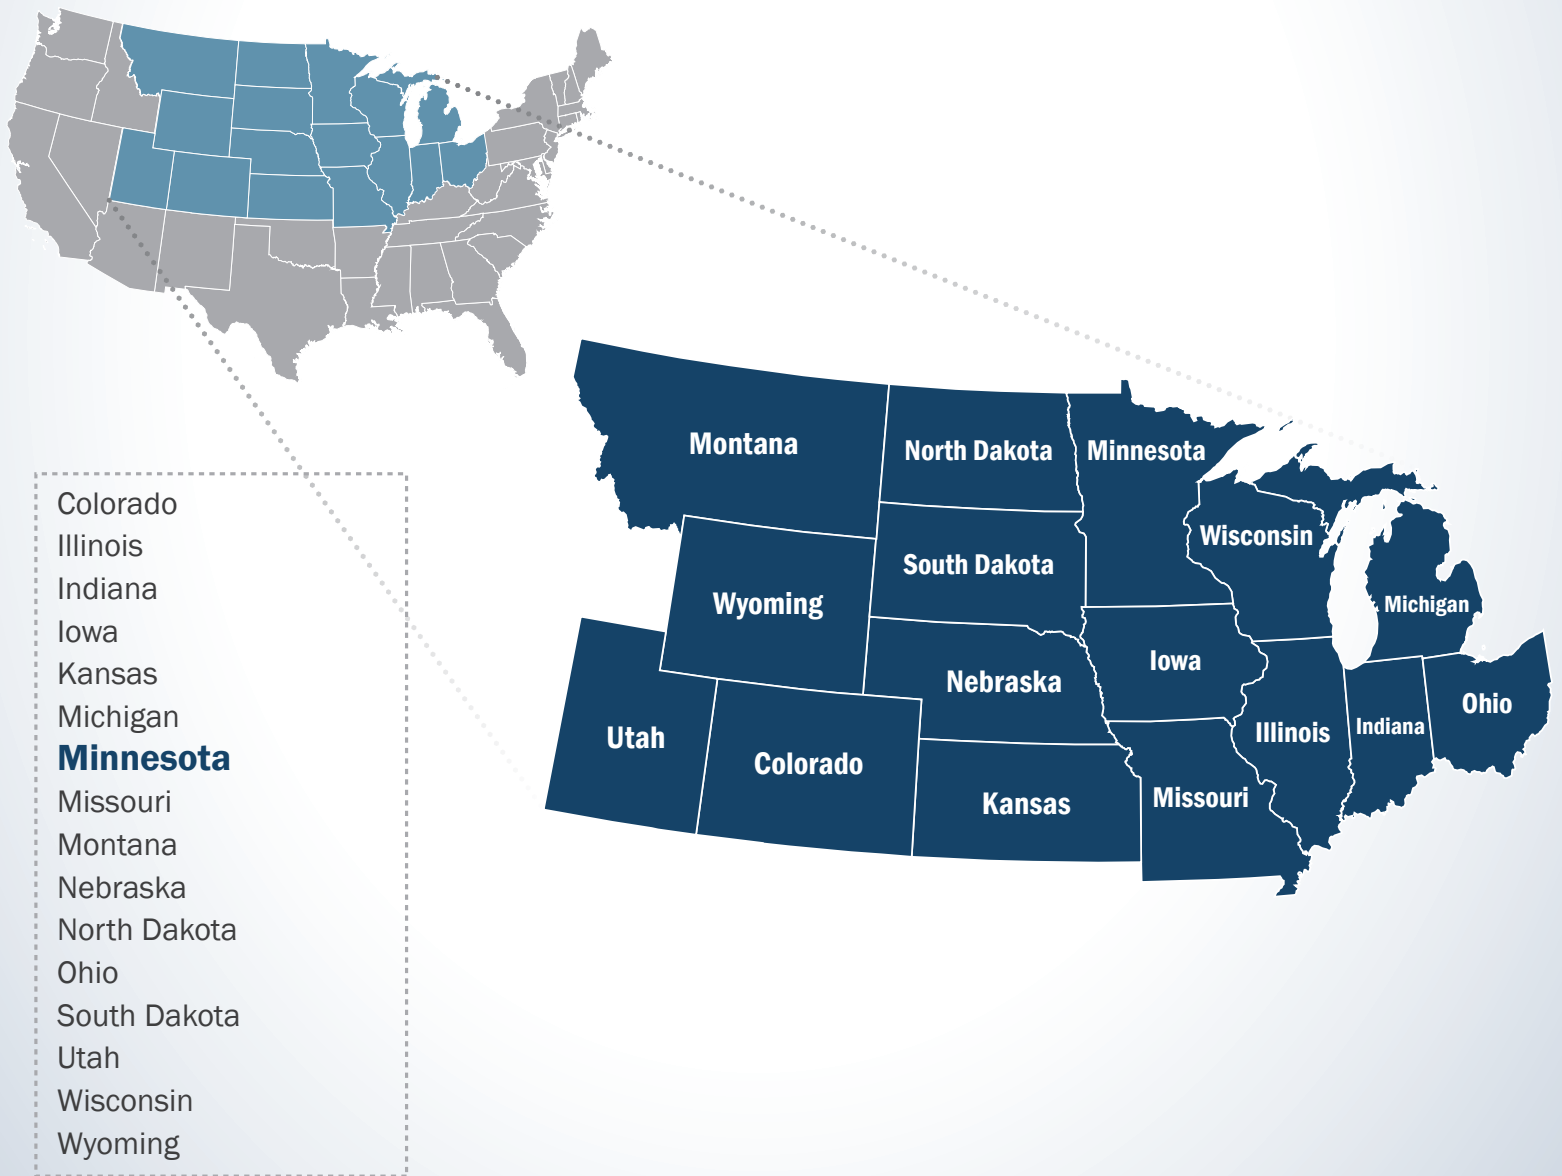 Montana
North Dakota
Minnesota
Wisconsin
South Dakota
Wyoming
Michigan
Iowa
Nebraska
Ohio
Utah
Illinois
Indiana
Colorado
Kansas
Missouri
Colorado
Illinois
Indiana
Iowa
Kansas
Michigan
Minnesota
Missouri
Montana
Nebraska
North Dakota
Ohio
South Dakota
Utah
Wisconsin
Wyoming